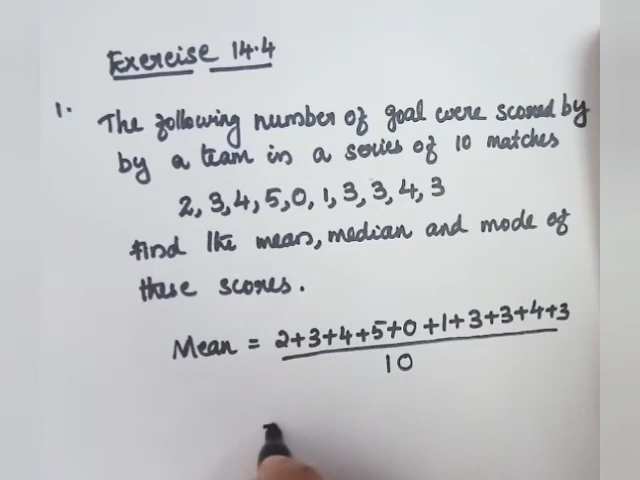 Exercise 14.4
1. The following number of goal were scored by
by a team in a series of 10 matches
2, 3, 4, 5, 0, 1, 3, 3, 4, 3
find the mean, median and mode of
these scores.
Mean = 2+3+4+5+0+1+3+3+4+3
10